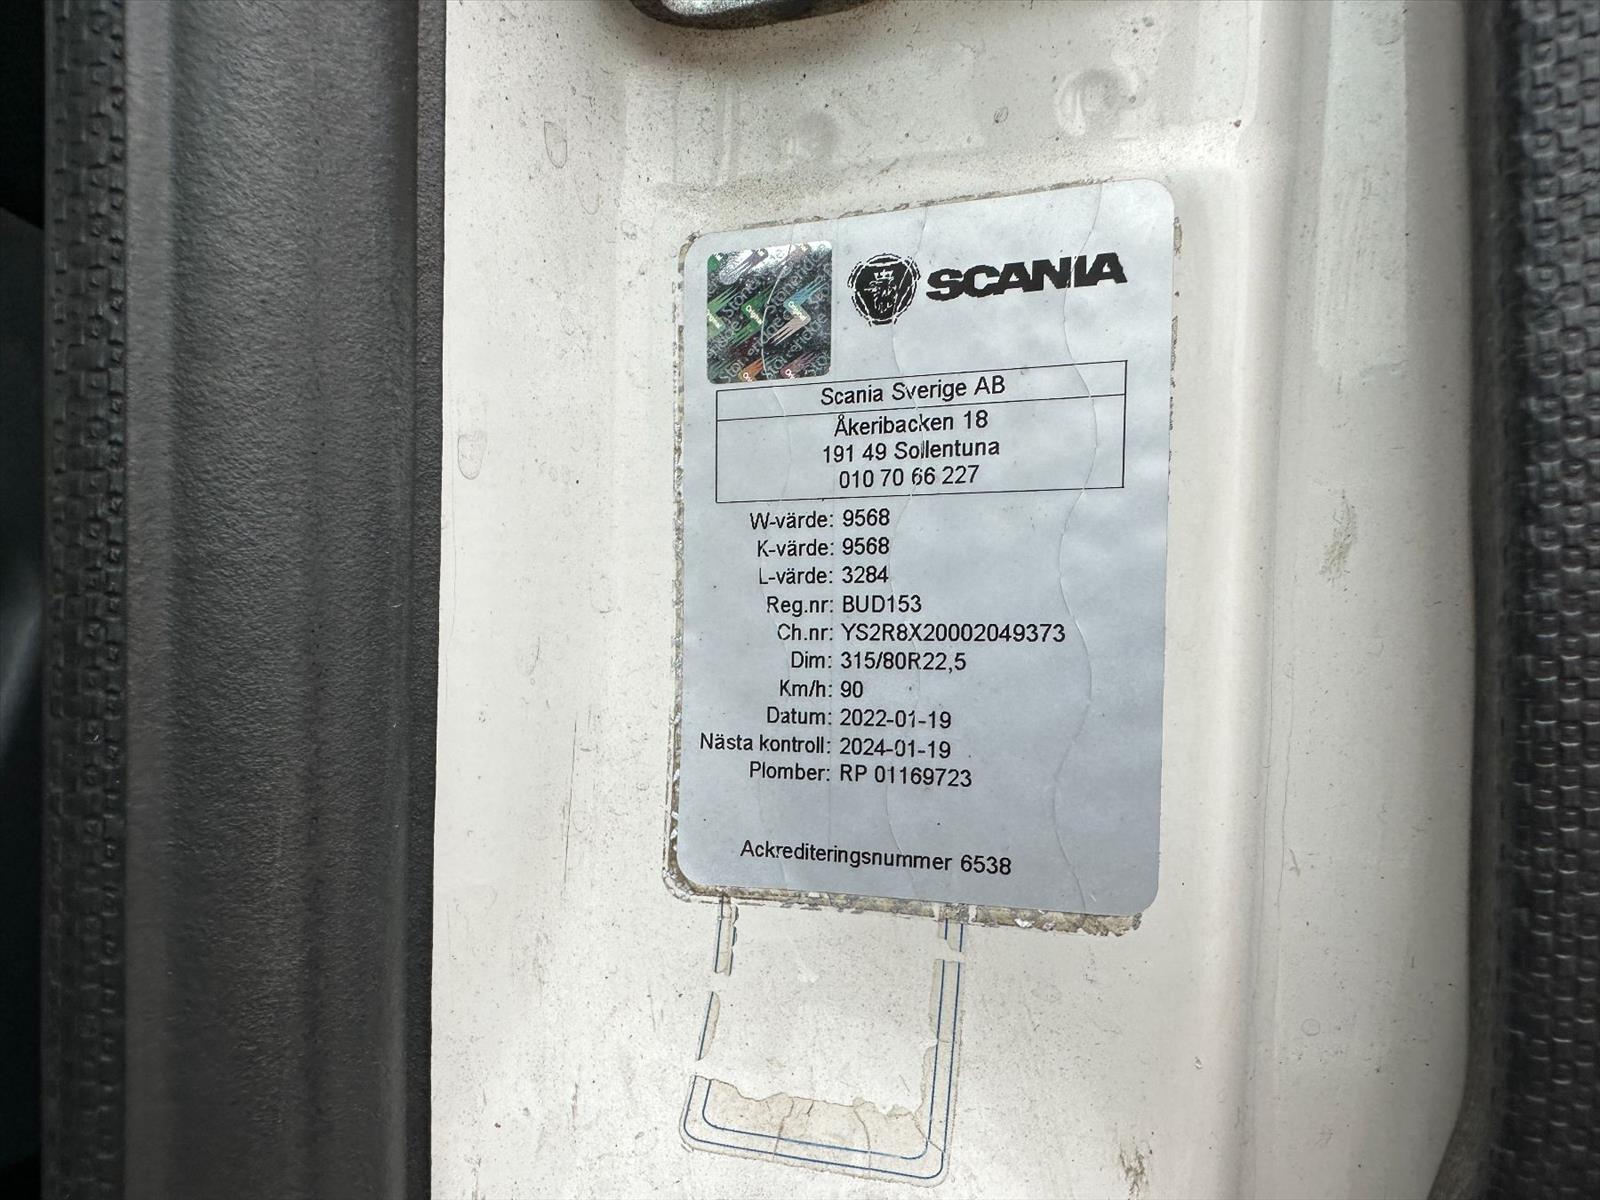 SCANIA
Scania Sverige AB
Åkeribacken 18
191 49 Sollentuna
010 70 66 227
W-värde: 9568
K-värde: 9568
L-värde: 3284
Reg.nr: BUD153
Ch.nr: YS2R8X20002049373
Dim: 315/80R22,5
Km/h: 90
Datum: 2022-01-19
Nästa kontroll: 2024-01-19
Plomber: RP 01169723
Ackrediteringsnummer 6538